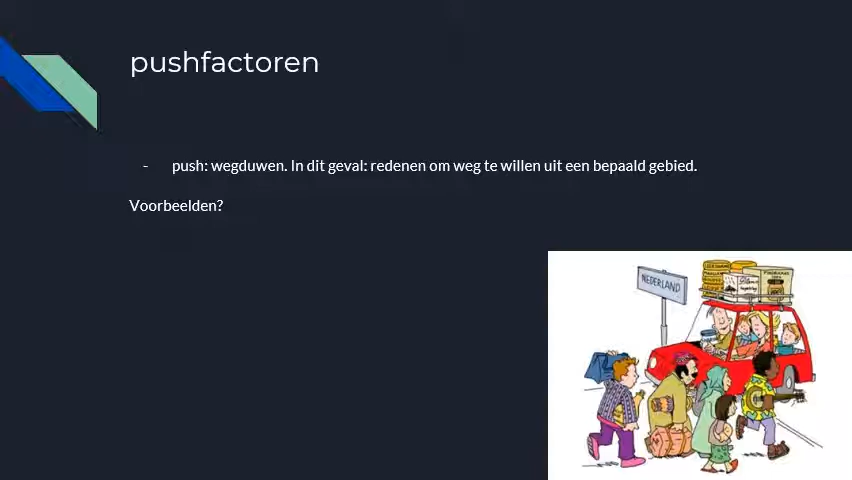 pushfactoren
- push: wegduwen. In dit geval: redenen om weg te willen uit een bepaald gebied.
Voorbeelden?
NEDERLAND